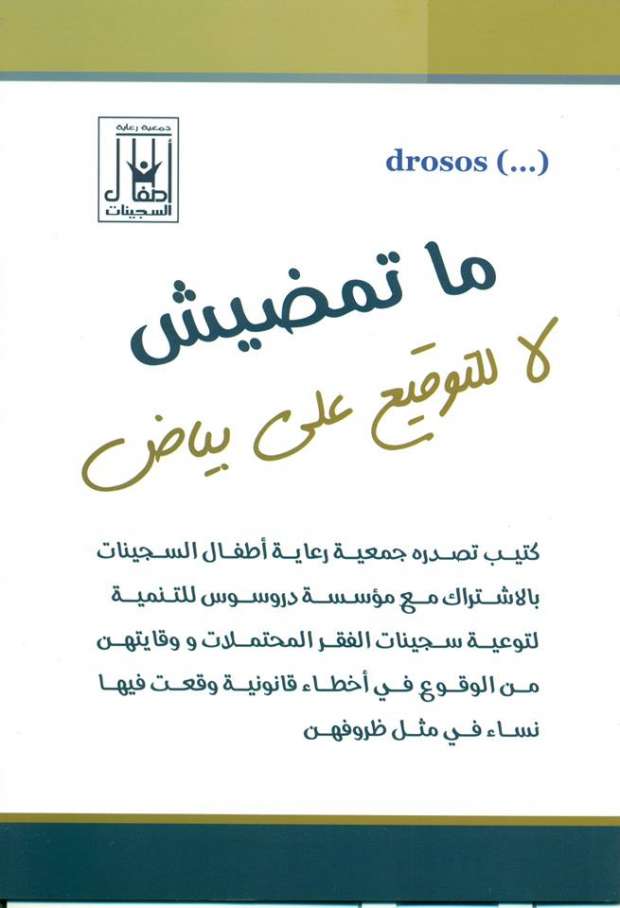 جمعية رعاية
أطفال
السجينات
drosos (...)
ما تمضيش
لا للتوقيع على بياض
كتيب تصدره جمعية رعاية أطفال السجينات
بالاشتراك مع مؤسسة دروسوس للتنمية
لتوعية سجينات الفقر المحتملات و وقايتهن
من الوقوع في أخطاء قانونية وقعت فيها
نساء في مثل ظروفهن